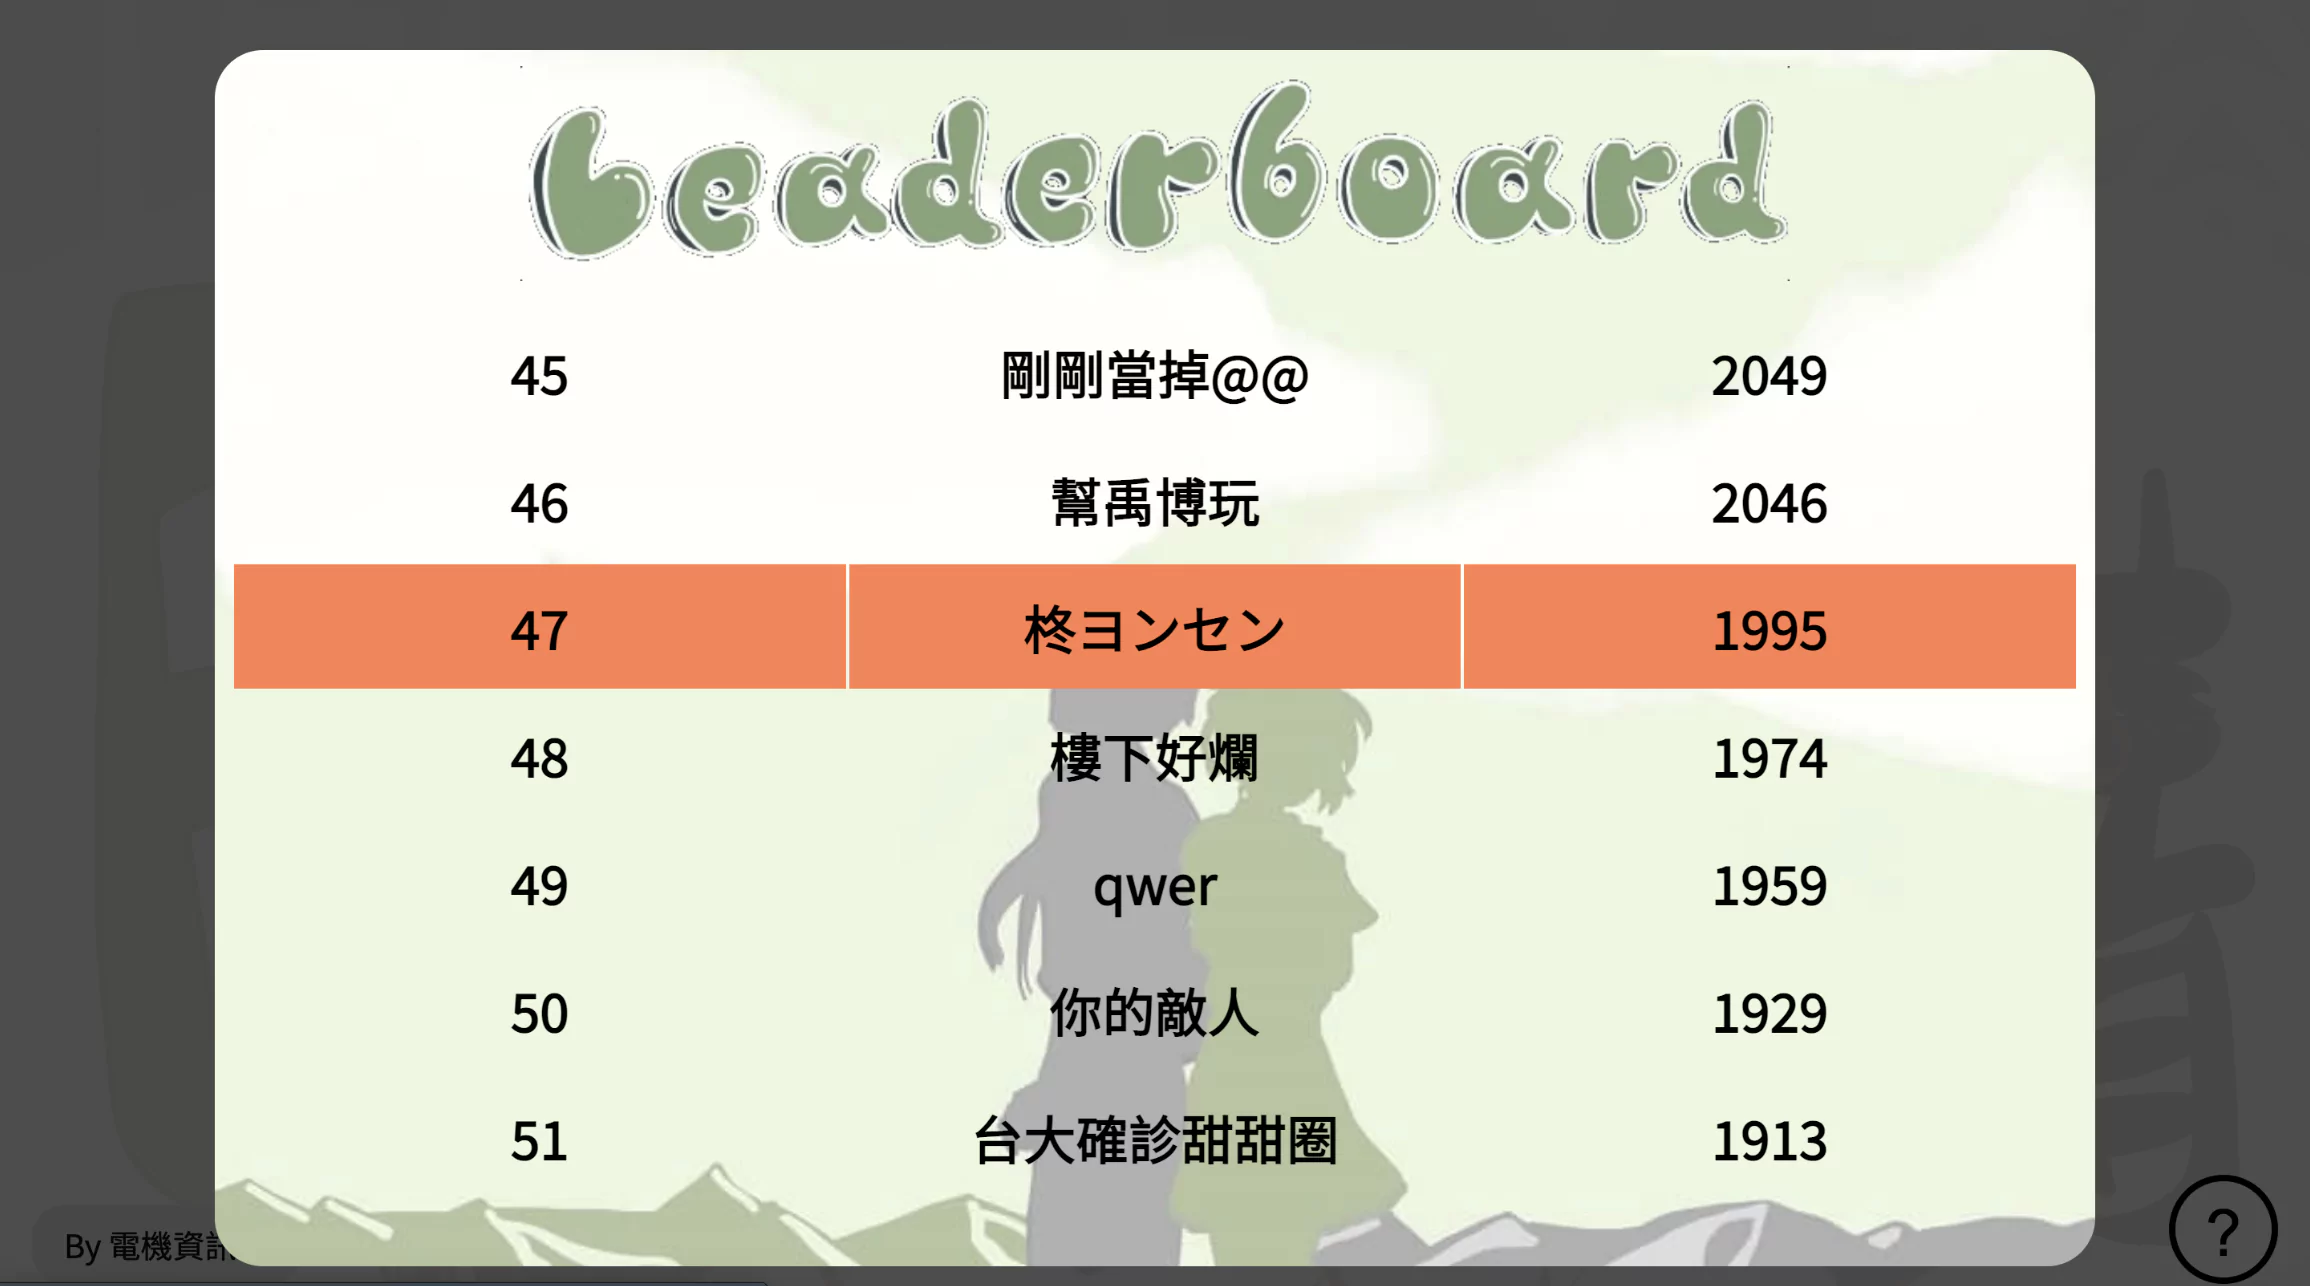 Leaderboard
45 剛剛當掉@@ 2049
46 幫禹博玩 2046
47 柊ヨンセン 1995
48 樓下好爛 1974
49 qwer 1959
50 你的敵人 1929
51 台大確診甜甜圈 1913
By 電機資訊
?